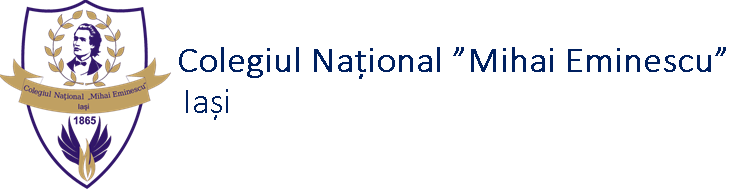 Colegiul Național „Mihai Eminescu”
Iași
1865
Colegiul Național ”Mihai Eminescu”
Iași